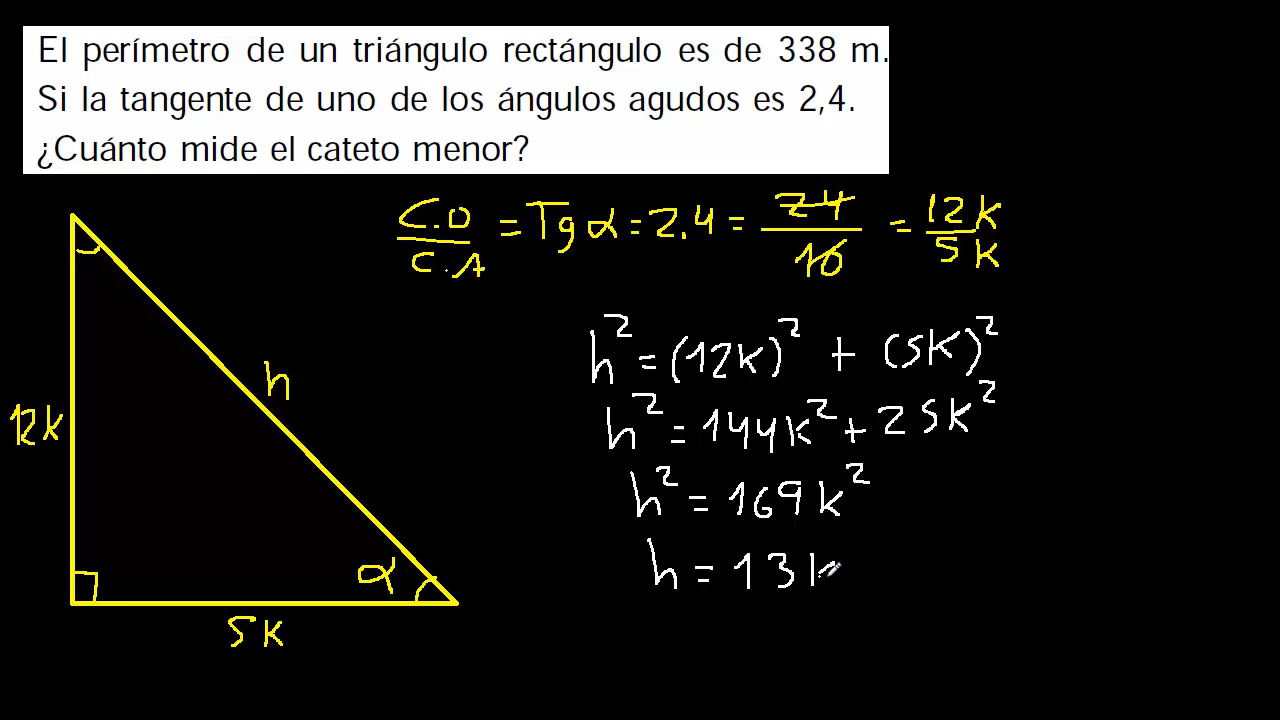 El perímetro de un triángulo rectángulo es de 338 m.
Si la tangente de uno de los ángulos agudos es 2,4.
¿Cuánto mide el cateto menor?
C.O/C.A = Tg α = 2.4 = 24/10 = 12k/5k
h² = (12k)² + (5k)²
h² = 144k² + 25k²
h² = 169k²
h = 13k
h
12k
α
5k